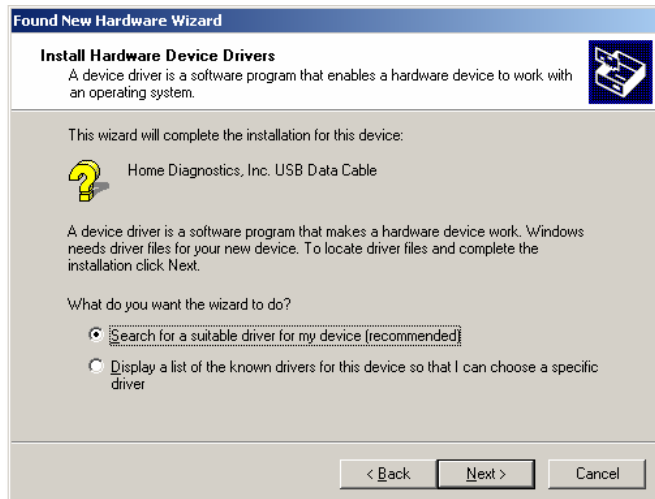 Found New Hardware Wizard
Install Hardware Device Drivers
A device driver is a software program that enables a hardware device to work with
an operating system.
This wizard will complete the installation for this device:
Home Diagnostics, Inc. USB Data Cable
A device driver is a software program that makes a hardware device work. Windows
needs driver files for your new device. To locate driver files and complete the
installation click Next.
What do you want the wizard to do?
Search for a suitable driver for my device (recommended)
Display a list of the known drivers for this device so that I can choose a specific
driver
< Back Next > Cancel